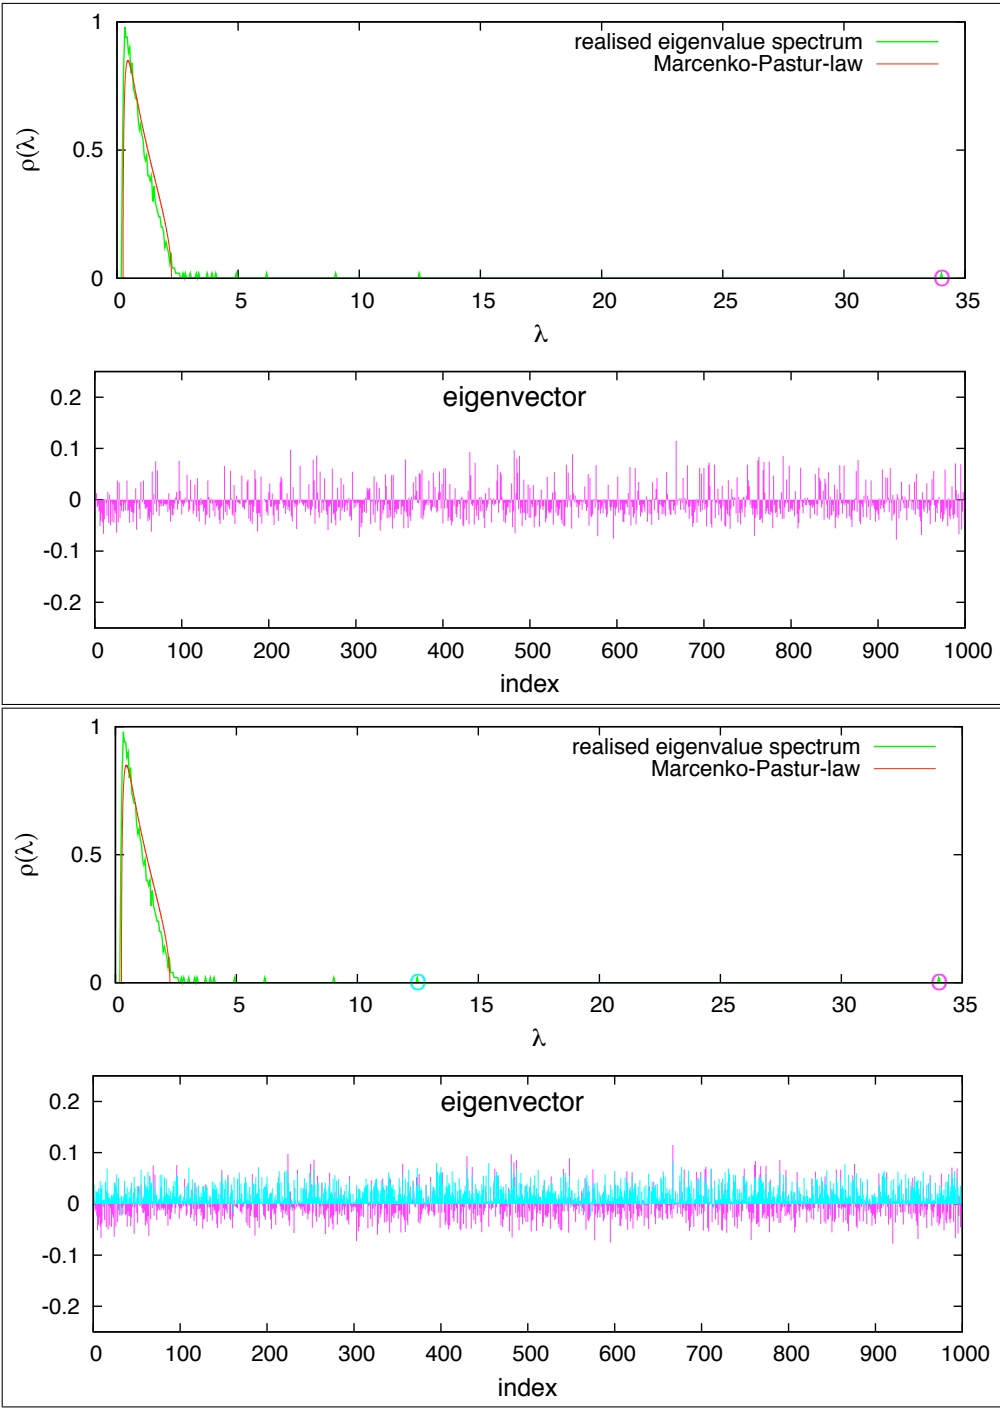 1
0.5
0
ρ(λ)
realised eigenvalue spectrum
Marcenko-Pastur-law
0 5 10 15 20 25 30 35
λ
eigenvector
0.2
0.1
0
-0.1
-0.2
0 100 200 300 400 500 600 700 800 900 1000
index
1
0.5
0
ρ(λ)
realised eigenvalue spectrum
Marcenko-Pastur-law
0 5 10 15 20 25 30 35
λ
eigenvector
0.2
0.1
0
-0.1
-0.2
0 100 200 300 400 500 600 700 800 900 1000
index